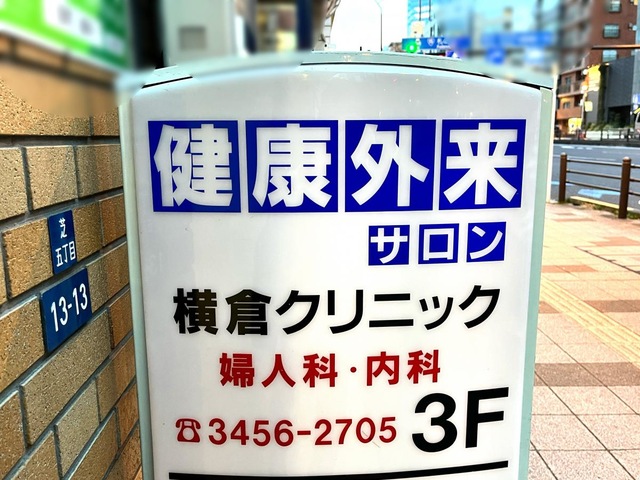 健康外来
サロン
横倉クリニック
婦人科・内科
☎3456-2705 3F
芝
五丁目
13-13